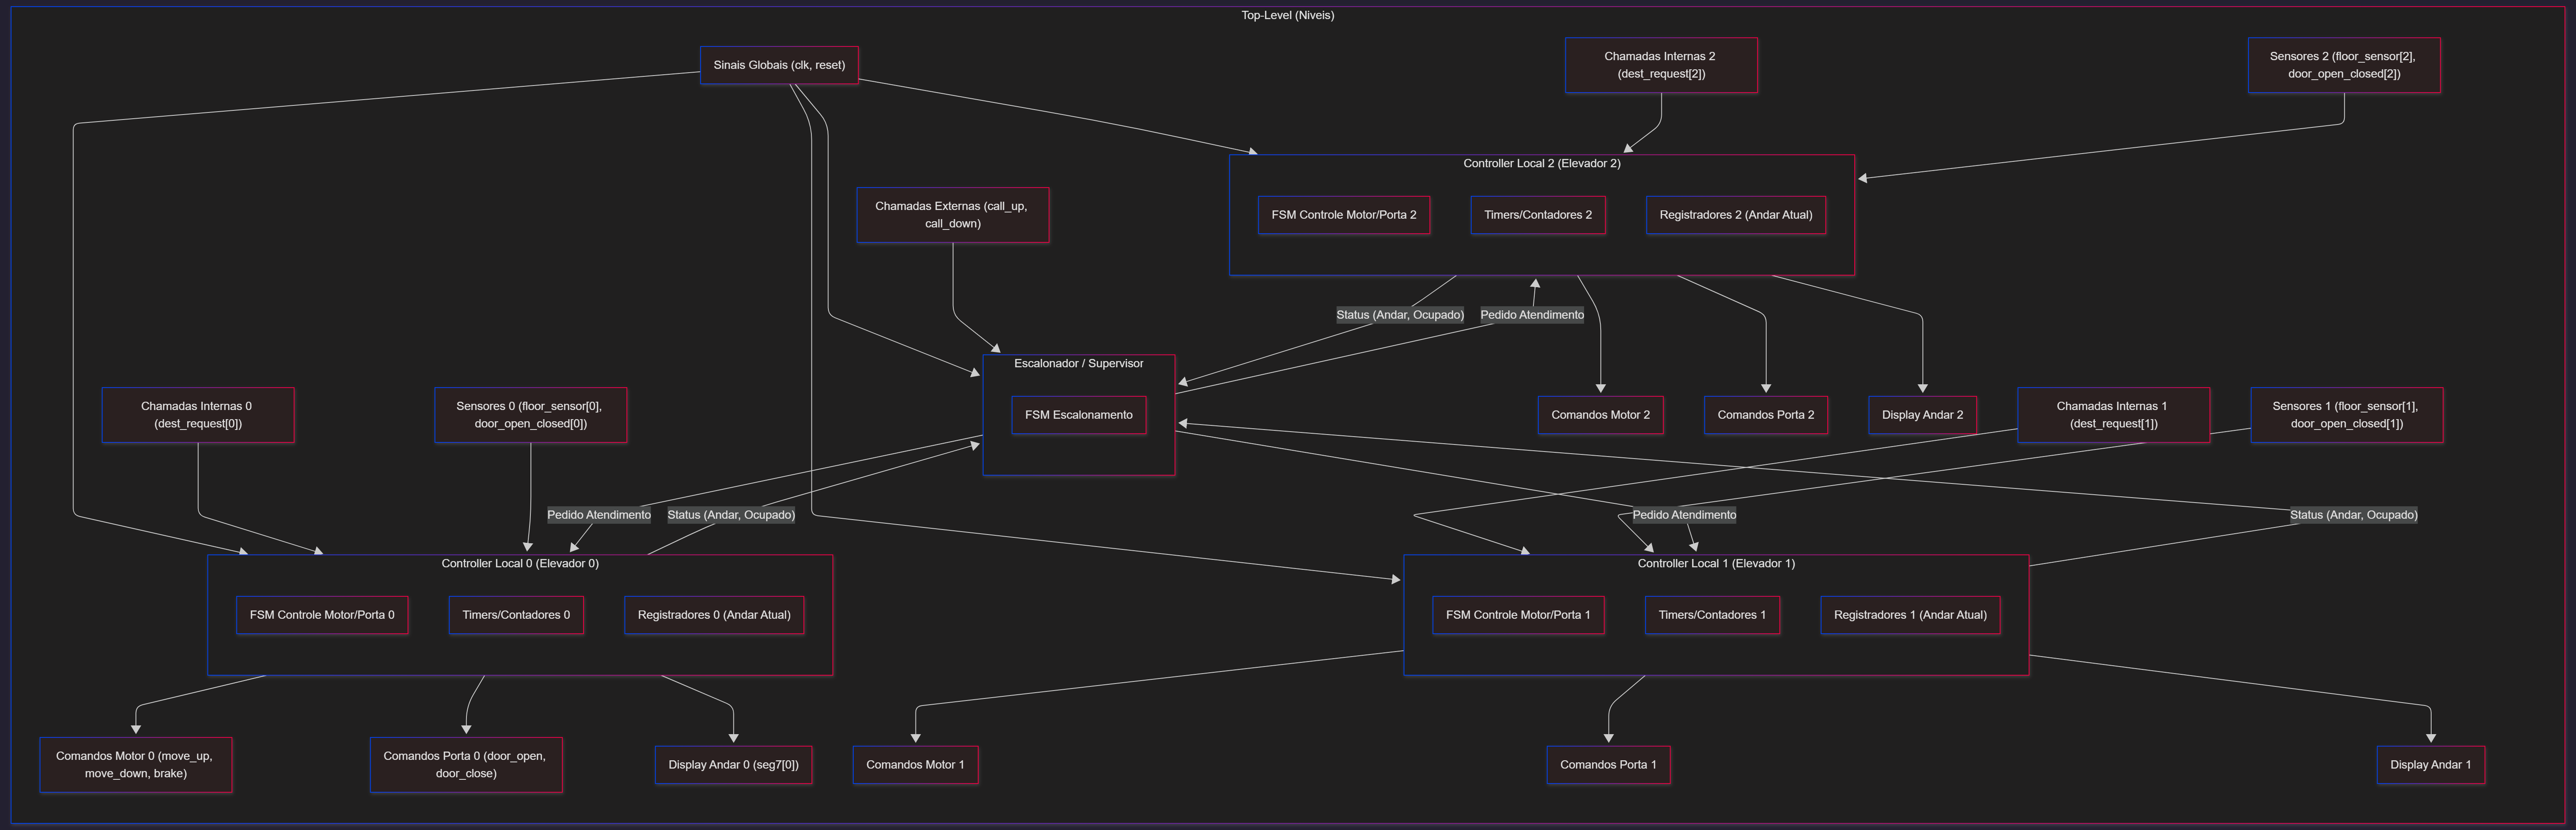 Top-Level (Niveis)
Sinais Globais (clk, reset)
Chamadas Internas 2
(dest_request[2])
Sensores 2 (floor_sensor[2],
door_open_closed[2])
Controller Local 2 (Elevador 2)
FSM Controle Motor/Porta 2
Timers/Contadores 2
Registradores 2 (Andar Atual)
Chamadas Externas (call_up,
call_down)
Status (Andar, Ocupado)
Pedido Atendimento
Escalonador / Supervisor
FSM Escalonamento
Comandos Motor 2
Comandos Porta 2
Display Andar 2
Chamadas Internas 1
(dest_request[1])
Sensores 1 (floor_sensor[1],
door_open_closed[1])
Chamadas Internas 0
(dest_request[0])
Sensores 0 (floor_sensor[0],
door_open_closed[0])
Pedido Atendimento
Status (Andar, Ocupado)
Pedido Atendimento
Status (Andar, Ocupado)
Controller Local 0 (Elevador 0)
FSM Controle Motor/Porta 0
Timers/Contadores 0
Registradores 0 (Andar Atual)
Controller Local 1 (Elevador 1)
FSM Controle Motor/Porta 1
Timers/Contadores 1
Registradores 1 (Andar Atual)
Comandos Motor 0 (move_up,
move_down, brake)
Comandos Porta 0 (door_open,
door_close)
Display Andar 0 (seg7[0])
Comandos Motor 1
Comandos Porta 1
Display Andar 1